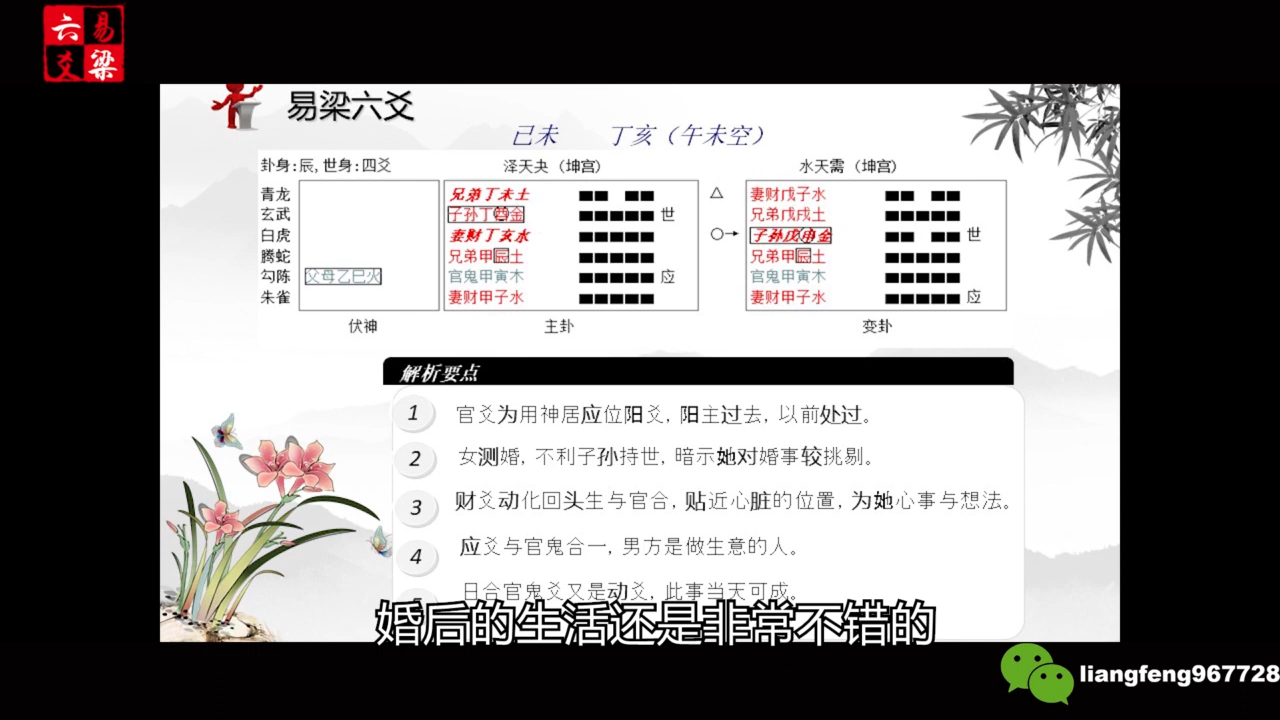 六易
爻梁
易梁六爻
己未 丁亥（午未空）
卦身:辰,世身:四爻 泽天夬（坤宫） 水天需（坤宫）
青龙 兄弟丁未土 △ 妻财戊子水
玄武 子孙丁酉金 世 兄弟戊戌土
白虎 妻财丁亥水 ○→ 子孙戊申金 世
腾蛇 兄弟甲辰土 兄弟甲辰土
勾陈 父母乙巳火 官鬼甲寅木 应 官鬼甲寅木
朱雀 妻财甲子水 妻财甲子水 应
伏神 主卦 变卦
解析要点
1 官爻为用神居应位阳爻，阳主过去，以前处过。
2 女测婚，不利子孙持世，暗示她对婚事较挑剔。
3 财爻动化回头生与官合，贴近心脏的位置，为她心事与想法。
4 应爻与官鬼合一，男方是做生意的人。
日合官鬼爻又是动爻，此事当天可成。
婚后的生活还是非常不错的
liangfeng967728